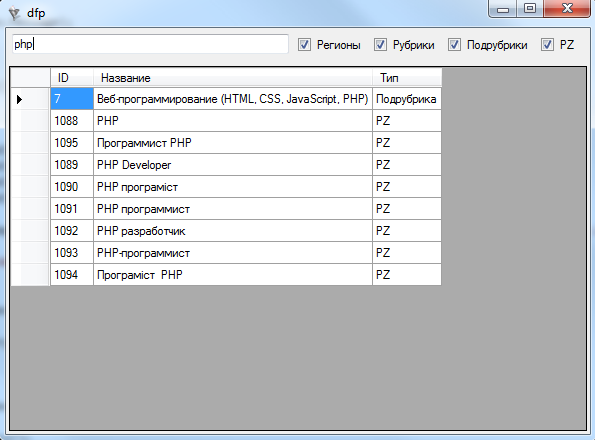 dfp
php Регионы Рубрики Подрубрики PZ
ID Название Тип
7 Веб-программирование (HTML, CSS, JavaScript, PHP) Подрубрика
1088 PHP PZ
1095 Программист PHP PZ
1089 PHP Developer PZ
1090 PHP програміст PZ
1091 PHP программист PZ
1092 PHP разработчик PZ
1093 PHP-программист PZ
1094 Програміст PHP PZ